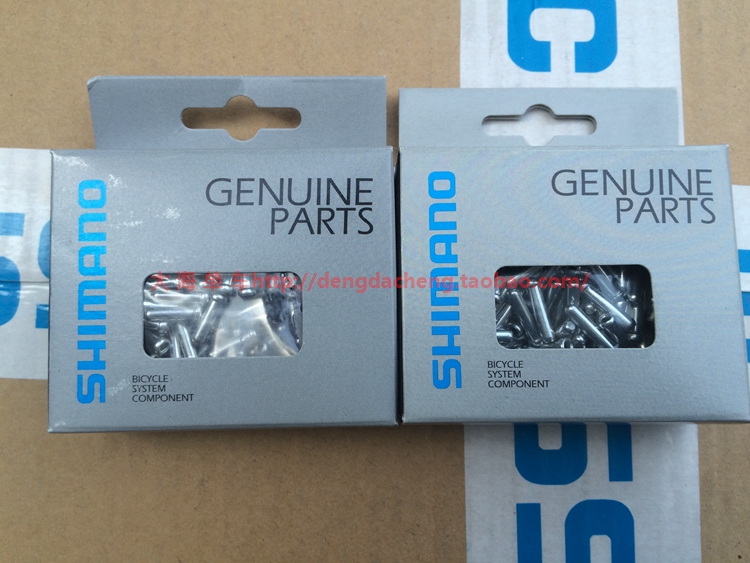 SHIMANO
GENUINE
PARTS
BICYCLE
SYSTEM
COMPONENT
SHIMANO
GENUINE
PARTS
BICYCLE
SYSTEM
COMPONENT
http://dengdacheng.taobao.com/